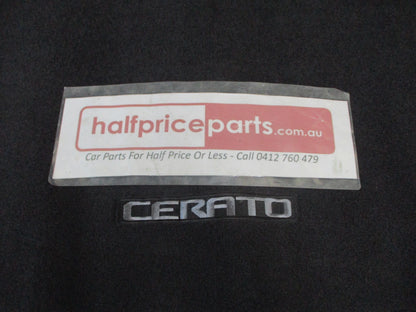 halfpriceparts.com.au
Car Parts For Half Price Or Less - Call 0412 760 479
CERATO